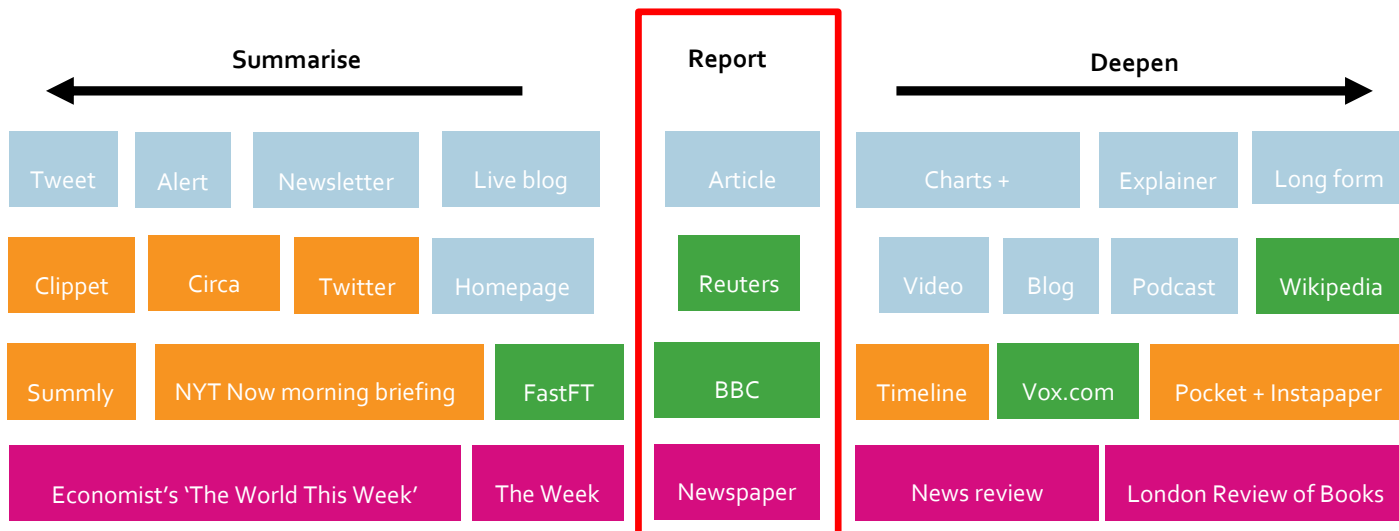 Summarise
Report
Deepen
Tweet
Alert
Newsletter
Live blog
Article
Charts +
Explainer
Long form
Clippet
Circa
Twitter
Homepage
Reuters
Video
Blog
Podcast
Wikipedia
Summly
NYT Now morning briefing
FastFT
BBC
Timeline
Vox.com
Pocket + Instapaper
Economist’s ‘The World This Week’
The Week
Newspaper
News review
London Review of Books